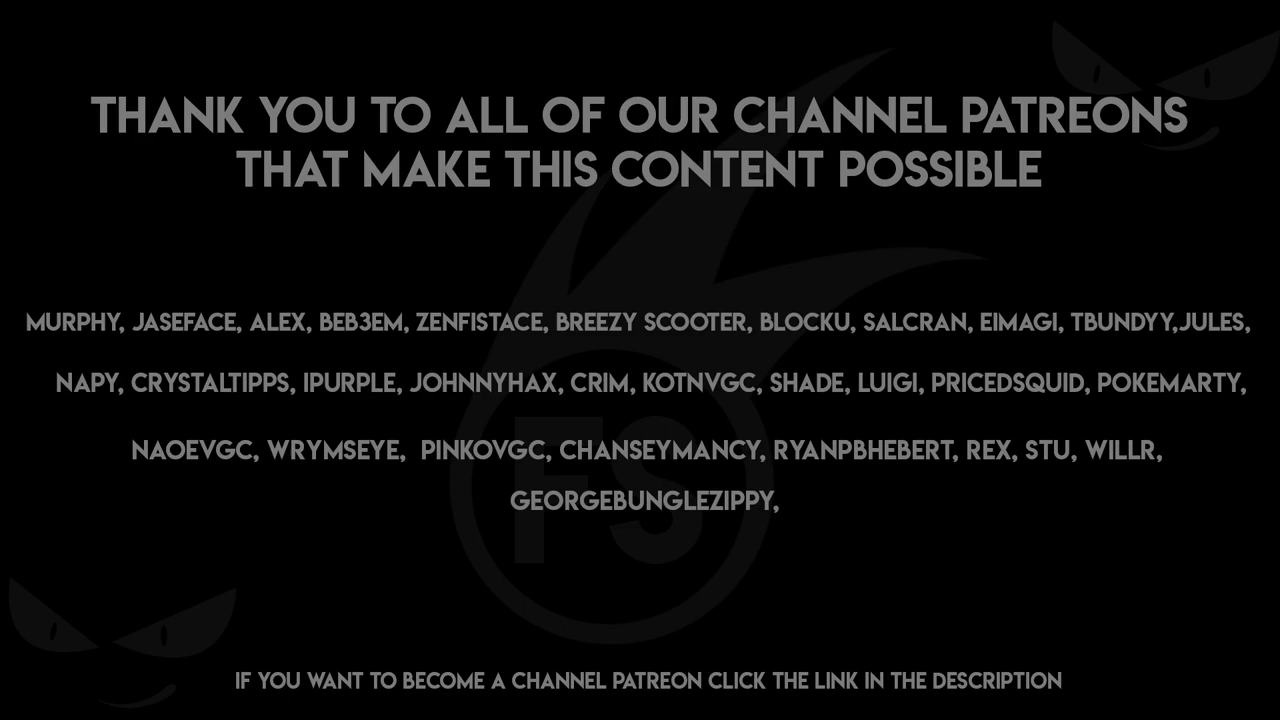 THANK YOU TO ALL OF OUR CHANNEL PATREONS
THAT MAKE THIS CONTENT POSSIBLE
MURPHY, JASEFACE, ALEX, BEB3EM, ZENFISTACE, BREEZY SCOOTER, BLOCKU, SALCRAN, EIMAGI, TBUNDYY,JULES,
NAPY, CRYSTALTIPPS, IPURPLE, JOHNNYHAX, CRIM, KOTNVGC, SHADE, LUIGI, PRICEDSQUID, POKEMARTY,
NAOEVGC, WRYMSEYE,  PINKOVGC, CHANSEYMANCY, RYANPBHEBERT, REX, STU, WILLR,
GEORGEBUNGLEZIPPY,
FS
IF YOU WANT TO BECOME A CHANNEL PATREON CLICK THE LINK IN THE DESCRIPTION